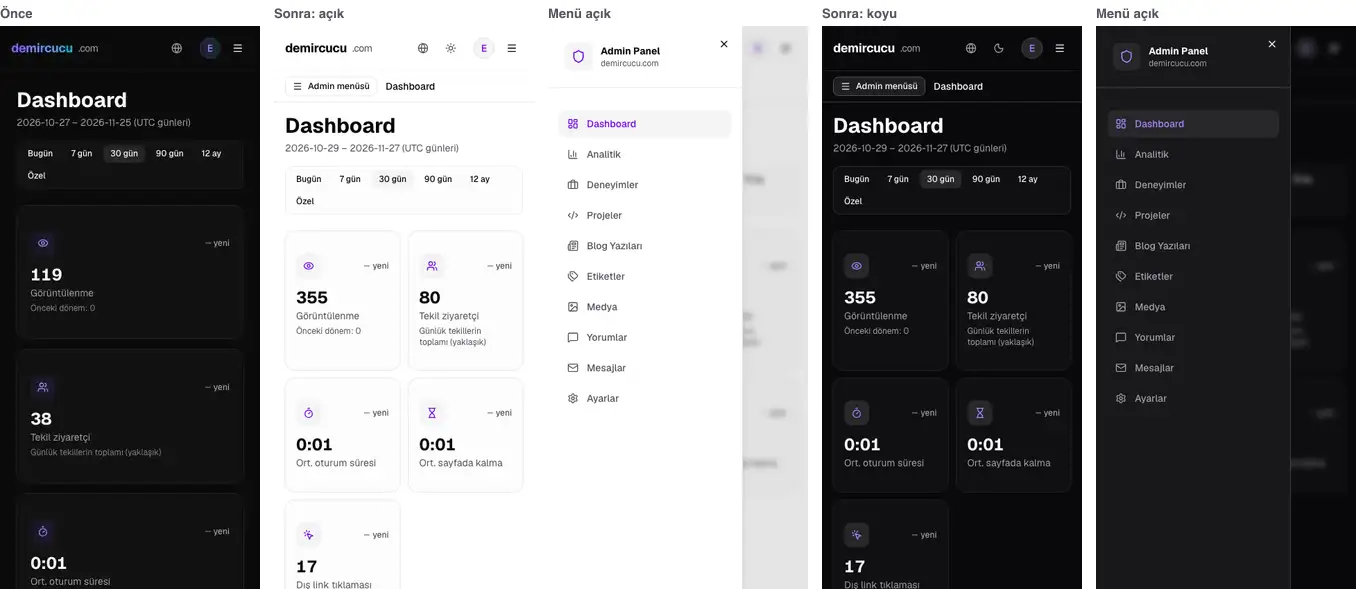 Önce
demircucu .com
E
Dashboard
2026-10-27 – 2026-11-25 (UTC günleri)
Bugün 7 gün 30 gün 90 gün 12 ay
Özel
– yeni
119
Görüntülenme
Önceki dönem: 0
– yeni
38
Tekil ziyaretçi
Günlük tekillerin toplamı (yaklaşık)
– yeni
0:01
Ort. oturum süresi
Sonra: açık
demircucu .com
E
Admin menüsü Dashboard
Dashboard
2026-10-29 – 2026-11-27 (UTC günleri)
Bugün 7 gün 30 gün 90 gün 12 ay
Özel
– yeni – yeni
355 80
Görüntülenme Tekil ziyaretçi
Önceki dönem: 0 Günlük tekillerin
toplamı (yaklaşık)
– yeni – yeni
0:01 0:01
Ort. oturum süresi Ort. sayfada kalma
– yeni
17
Dış link tıklaması
Menü açık
Admin Panel
demircucu.com
Dashboard
Analitik
Deneyimler
Projeler
Blog Yazıları
Etiketler
Medya
Yorumlar
Mesajlar
Ayarlar
Sonra: koyu
demircucu .com
E
Admin menüsü Dashboard
Dashboard
2026-10-29 – 2026-11-27 (UTC günleri)
Bugün 7 gün 30 gün 90 gün 12 ay
Özel
– yeni – yeni
355 80
Görüntülenme Tekil ziyaretçi
Önceki dönem: 0 Günlük tekillerin
toplamı (yaklaşık)
– yeni – yeni
0:01 0:01
Ort. oturum süresi Ort. sayfada kalma
– yeni
17
Dış link tıklaması
Menü açık
Admin Panel
demircucu.com
Dashboard
Analitik
Deneyimler
Projeler
Blog Yazıları
Etiketler
Medya
Yorumlar
Mesajlar
Ayarlar